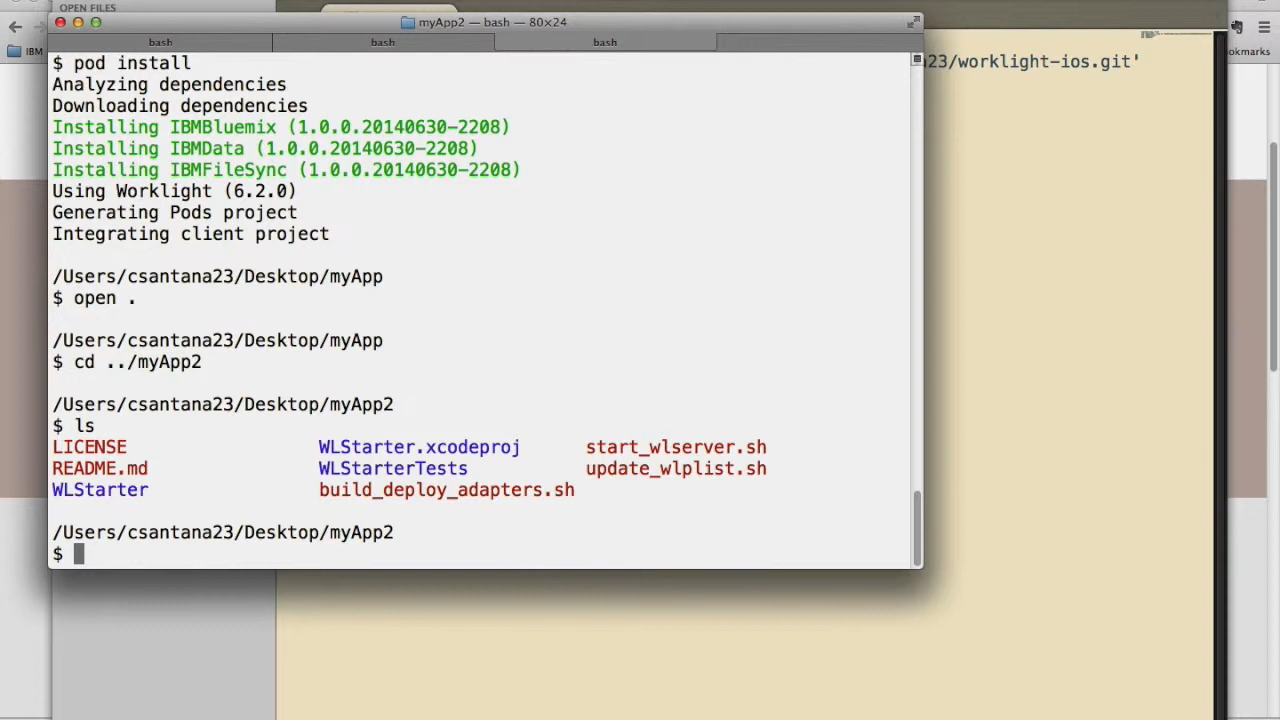 OPEN FILES
myApp2 — bash — 80×24
bash
bash
bash
IBM
okmarks
23/worklight-ios.git'
$ pod install
Analyzing dependencies
Downloading dependencies
Installing IBMBluemix (1.0.0.20140630-2208)
Installing IBMData (1.0.0.20140630-2208)
Installing IBMFileSync (1.0.0.20140630-2208)
Using Worklight (6.2.0)
Generating Pods project
Integrating client project
/Users/csantana23/Desktop/myApp
$ open .
/Users/csantana23/Desktop/myApp
$ cd ../myApp2
/Users/csantana23/Desktop/myApp2
$ ls
LICENSE WLStarter.xcodeproj start_wlserver.sh
README.md WLStarterTests update_wlplist.sh
WLStarter build_deploy_adapters.sh
/Users/csantana23/Desktop/myApp2
$